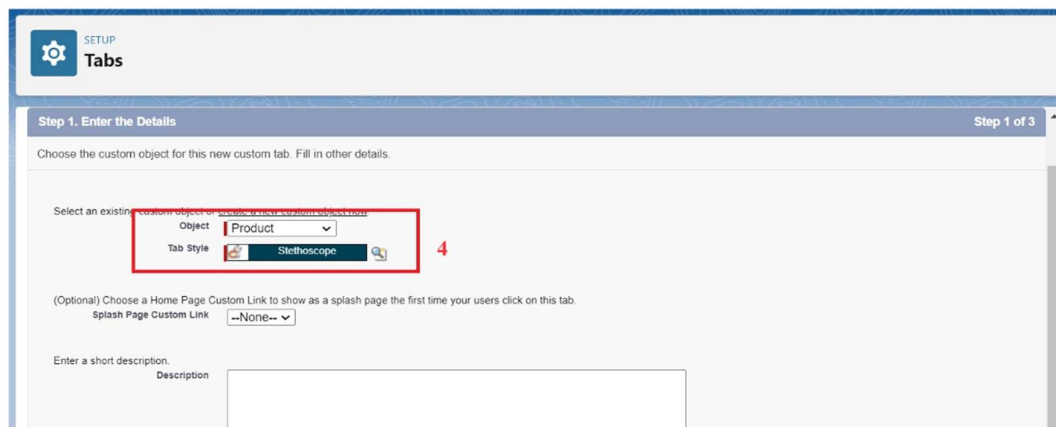 SETUP
Tabs
Step 1. Enter the Details Step 1 of 3
Choose the custom object for this new custom tab. Fill in other details.
Select an existing custom object or create a new custom object now.
Object Product
Tab Style Stethoscope
4
(Optional) Choose a Home Page Custom Link to show as a splash page the first time your users click on this tab.
Splash Page Custom Link --None--
Enter a short description.
Description